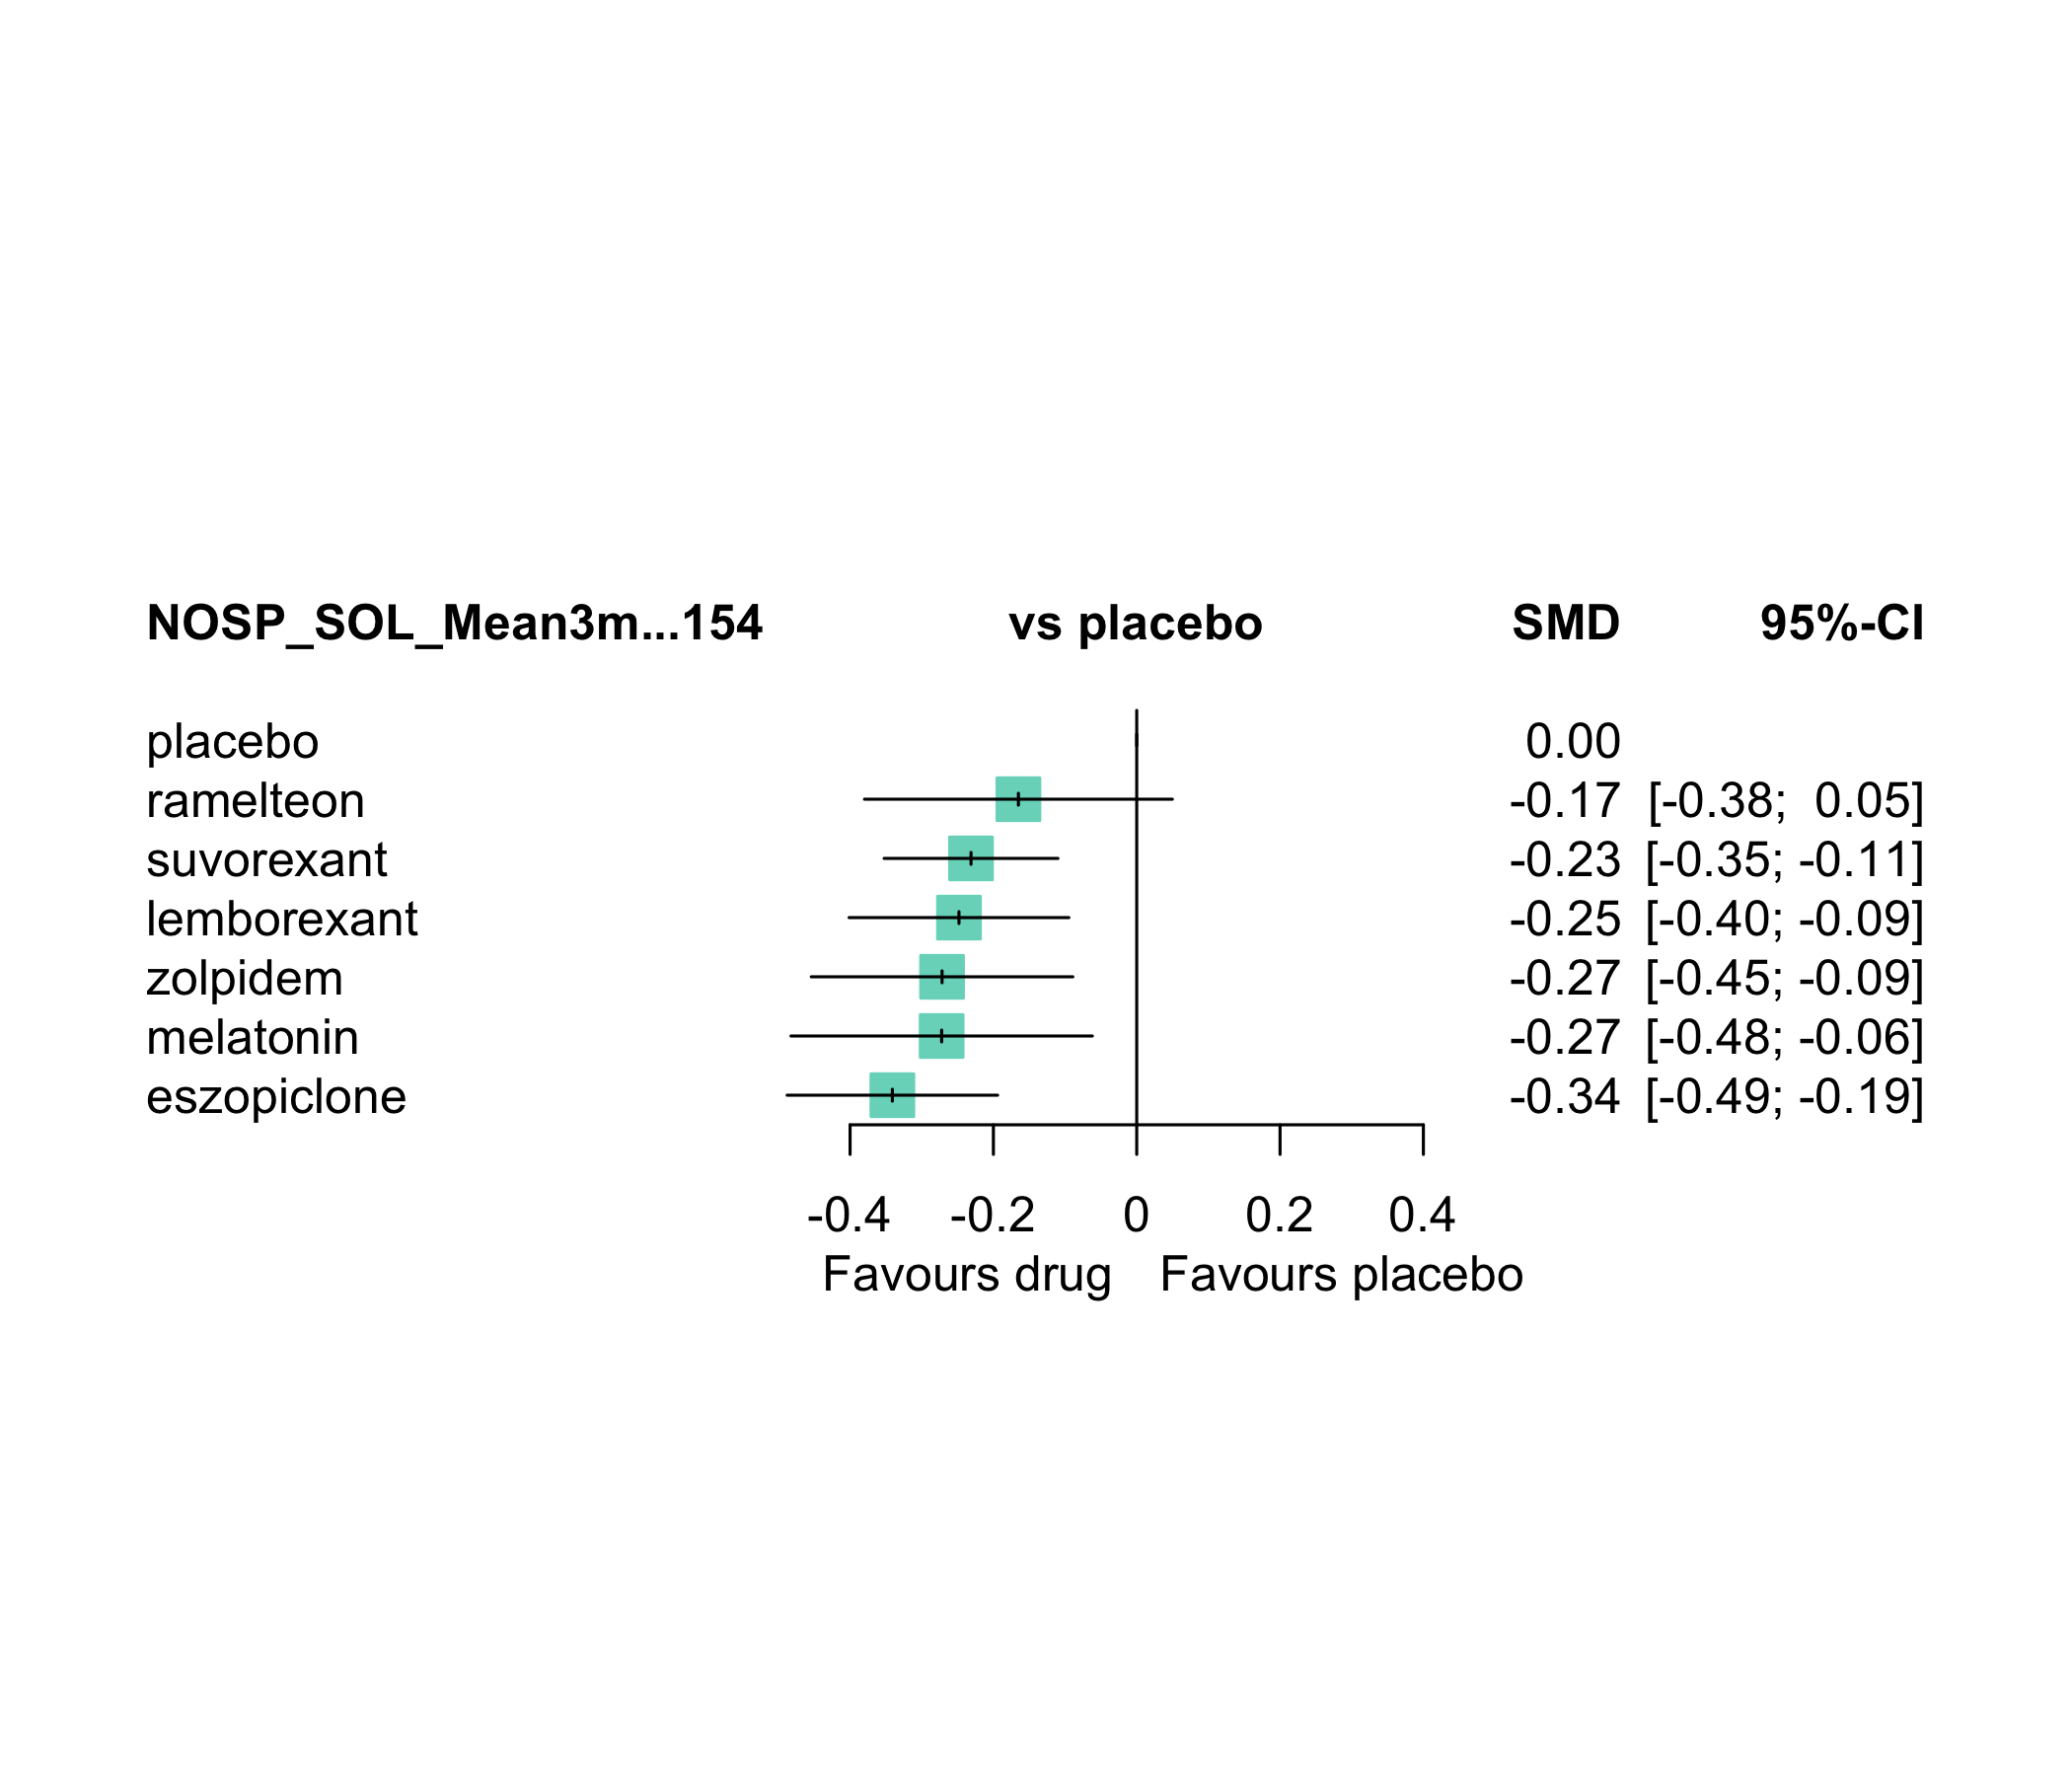 NOSP_SOL_Mean3m...154 vs placebo SMD 95%-CI
placebo 0.00
ramelteon -0.17 [-0.38; 0.05]
suvorexant -0.23 [-0.35; -0.11]
lemborexant -0.25 [-0.40; -0.09]
zolpidem -0.27 [-0.45; -0.09]
melatonin -0.27 [-0.48; -0.06]
eszopiclone -0.34 [-0.49; -0.19]
-0.4 -0.2 0 0.2 0.4
Favours drug Favours placebo